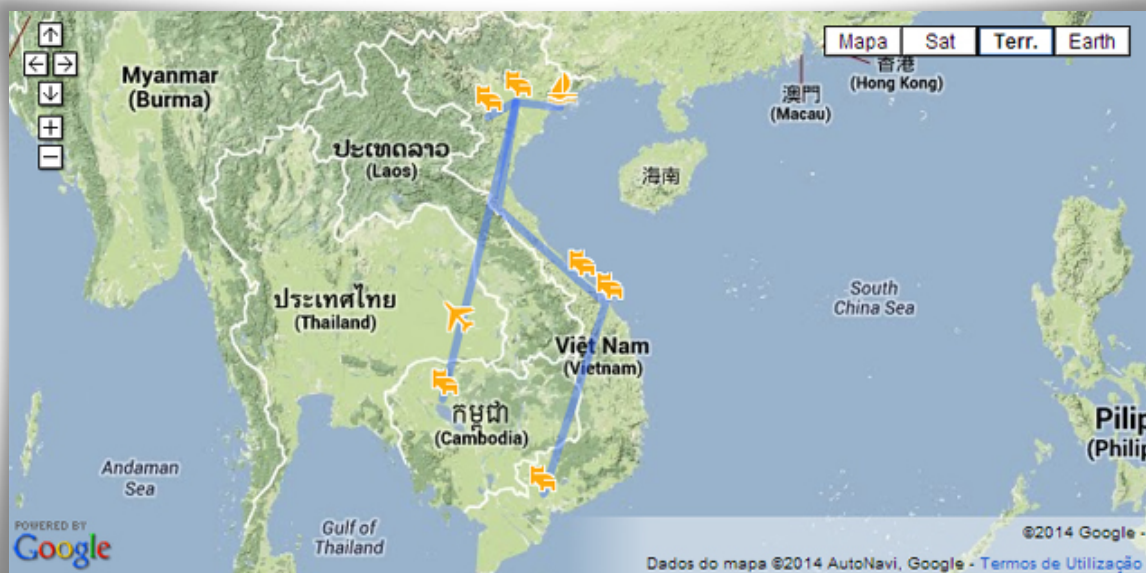 Mapa
Sat
Terr.
Earth
香港
(Hong Kong)
澳門
(Macau)
Myanmar
(Burma)
ປະເທດລາວ
(Laos)
海南
ประเทศไทย
(Thailand)
South
China Sea
Việt Nam
(Vietnam)
កម្ពុជា
(Cambodia)
Andaman
Sea
Gulf of
Thailand
POWERED BY
Google
©2014 Google -
Dados do mapa ©2014 AutoNavi, Google - Termos de Utilização